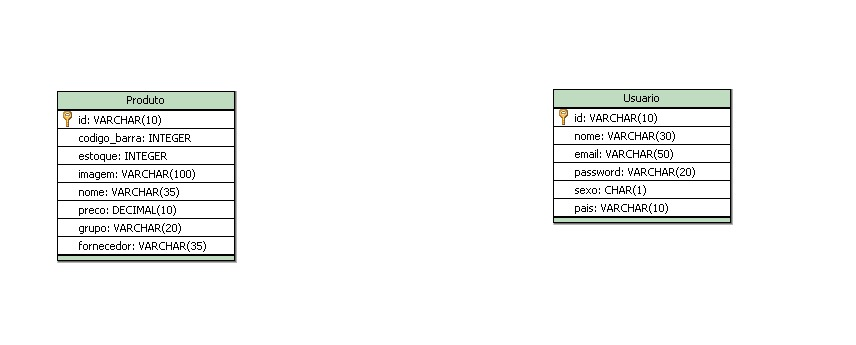 Produto
id: VARCHAR(10)
codigo_barra: INTEGER
estoque: INTEGER
imagem: VARCHAR(100)
nome: VARCHAR(35)
preco: DECIMAL(10)
grupo: VARCHAR(20)
fornecedor: VARCHAR(35)
Usuario
id: VARCHAR(10)
nome: VARCHAR(30)
email: VARCHAR(50)
password: VARCHAR(20)
sexo: CHAR(1)
pais: VARCHAR(10)